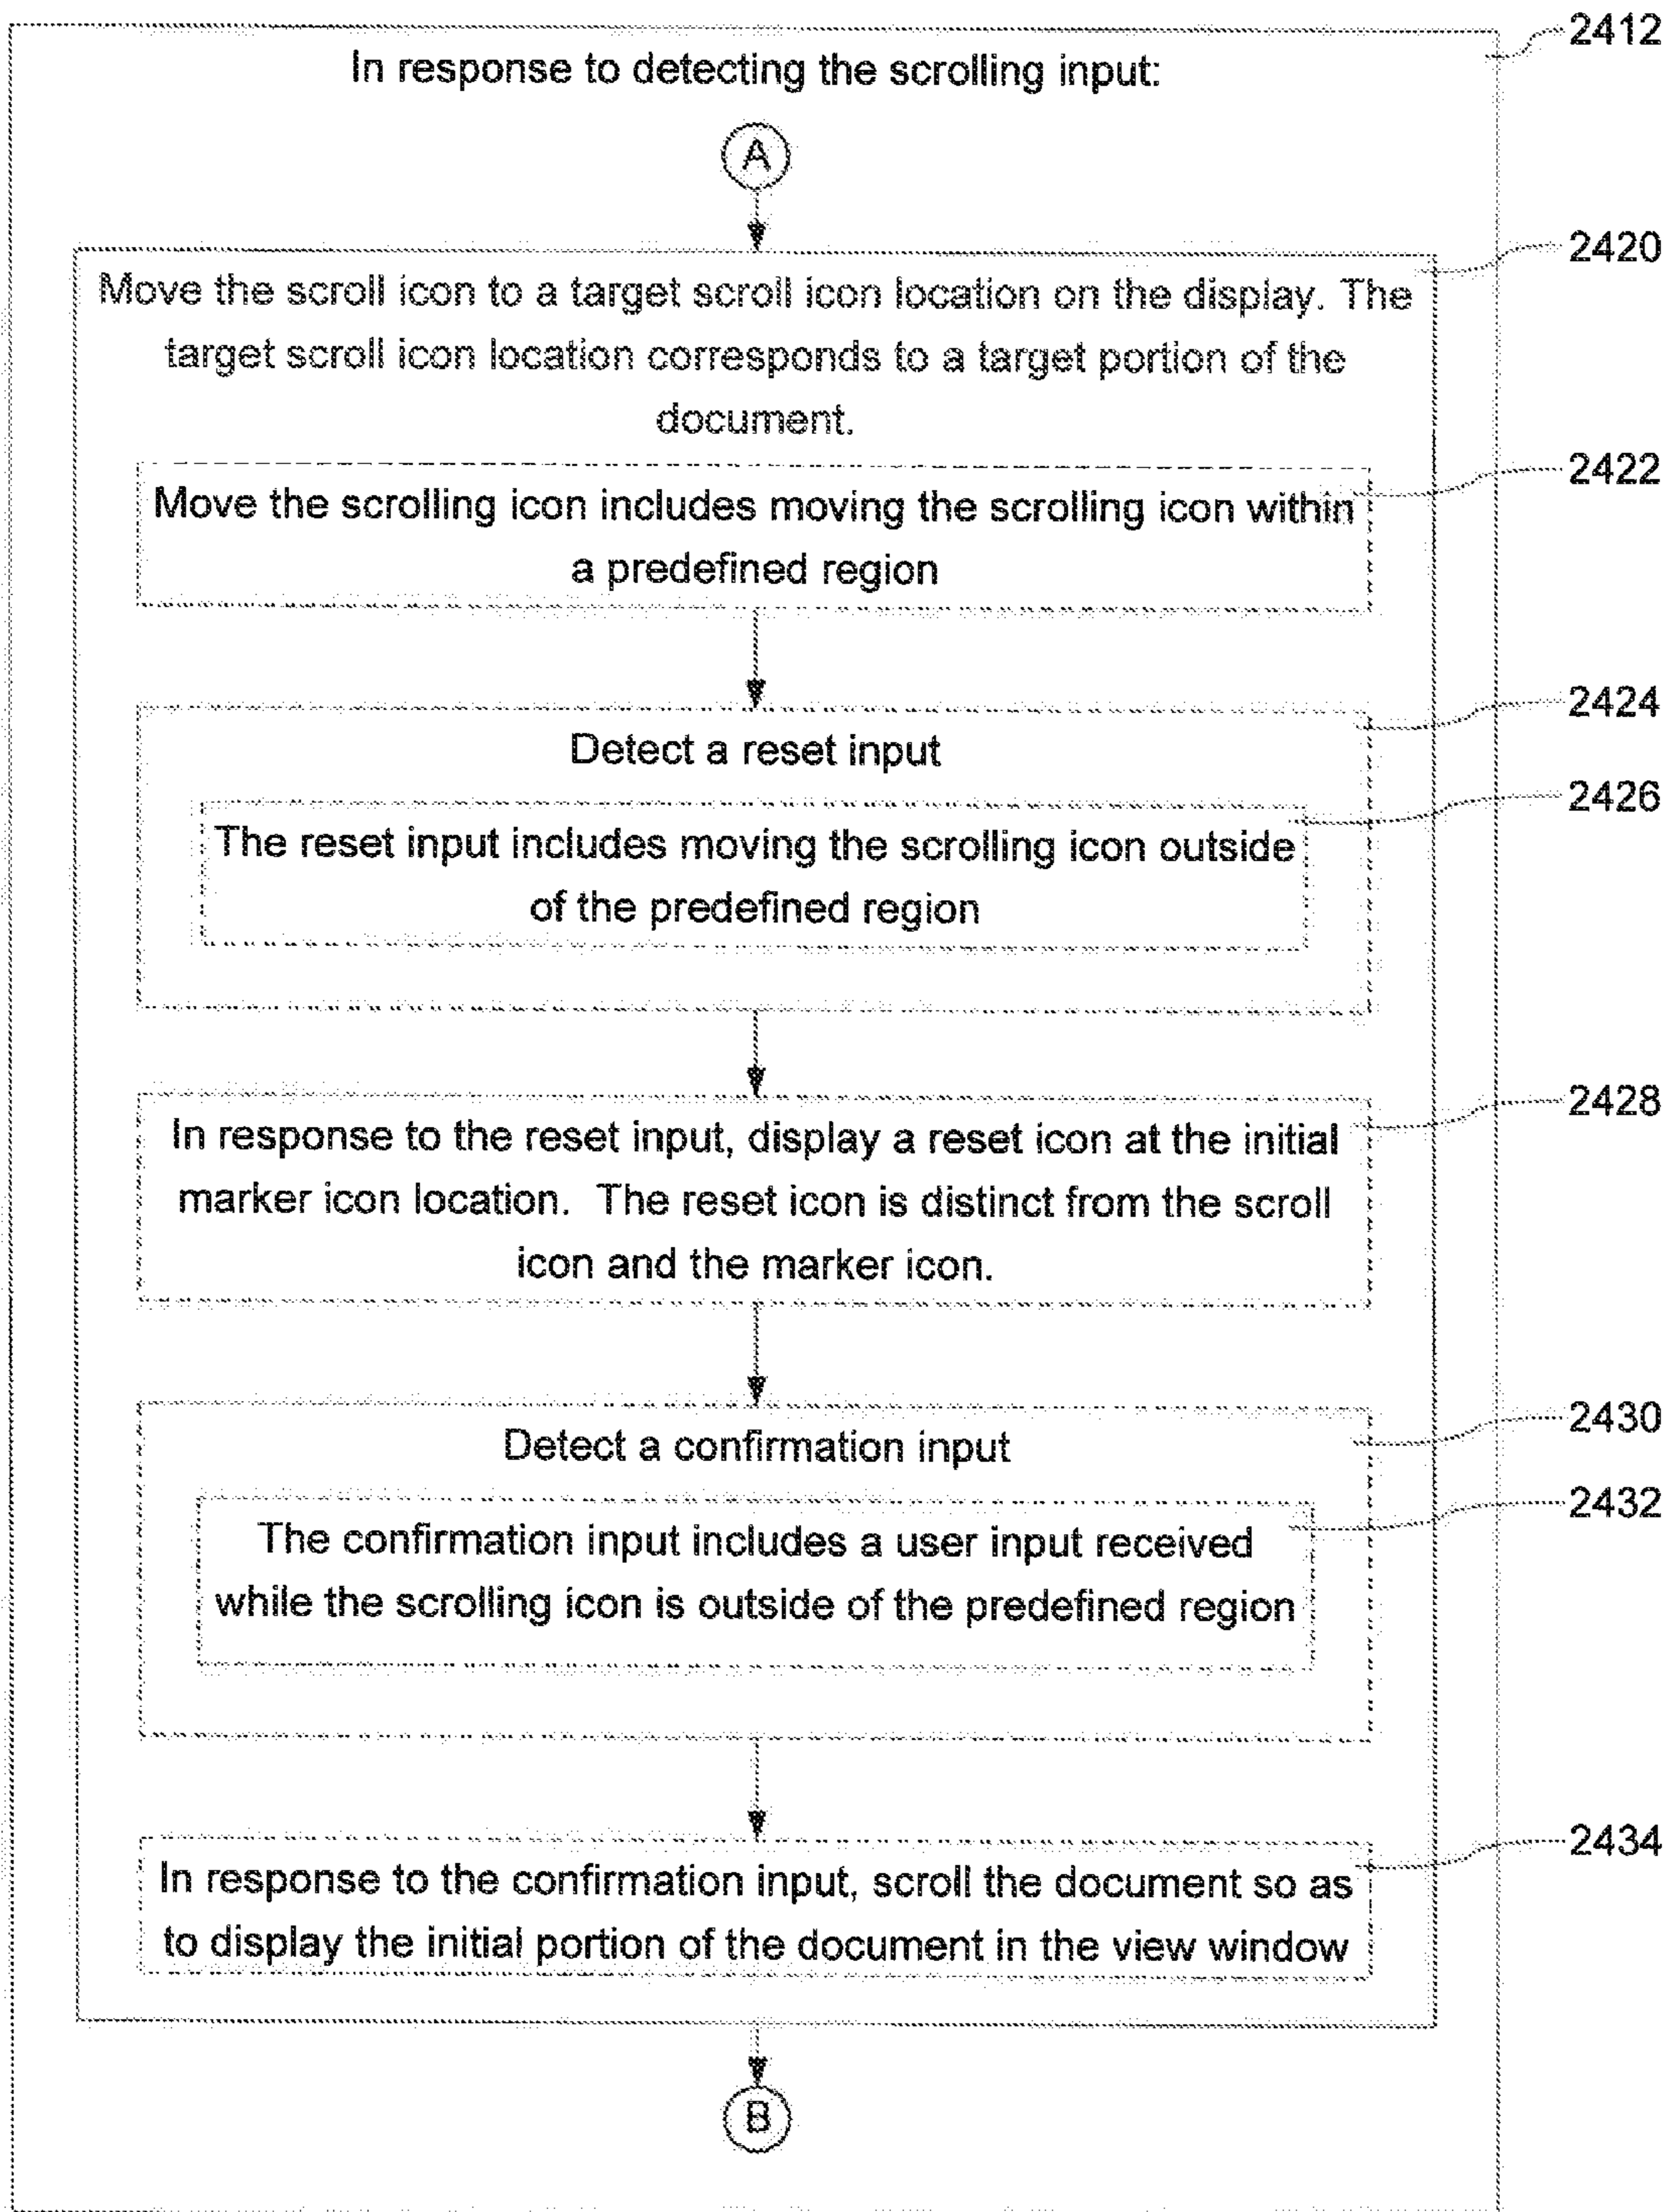 2412
In response to detecting the scrolling input:
A
2420
Move the scroll icon to a target scroll icon location on the display. The
target scroll icon location corresponds to a target portion of the
document.
2422
Move the scrolling icon includes moving the scrolling icon within
a predefined region
2424
Detect a reset input
2426
The reset input includes moving the scrolling icon outside
of the predefined region
2428
In response to the reset input, display a reset icon at the initial
marker icon location. The reset icon is distinct from the scroll
icon and the marker icon.
2430
Detect a confirmation input
2432
The confirmation input includes a user input received
while the scrolling icon is outside of the predefined region
2434
In response to the confirmation input, scroll the document so as
to display the initial portion of the document in the view window
B